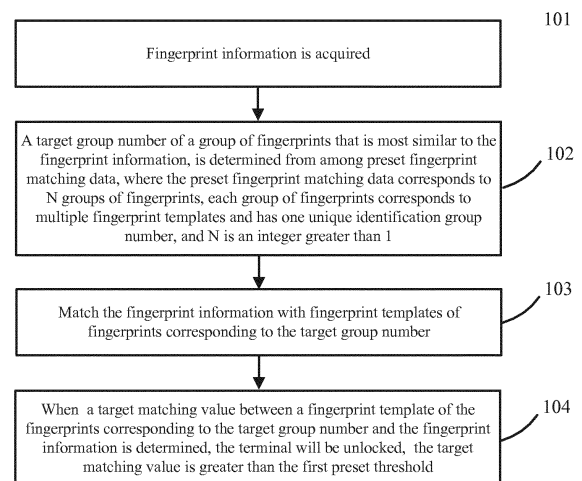 101
Fingerprint information is acquired
A target group number of a group of fingerprints that is most similar to the
fingerprint information, is determined from among preset fingerprint
matching data, where the preset fingerprint matching data corresponds to
N groups of fingerprints, each group of fingerprints corresponds to
multiple fingerprint templates and has one unique identification group
number, and N is an integer greater than 1
102
103
Match the fingerprint information with fingerprint templates of
fingerprints corresponding to the target group number
When a target matching value between a fingerprint template of the
fingerprints corresponding to the target group number and the fingerprint
information is determined, the terminal will be unlocked, the target
matching value is greater than the first preset threshold
104